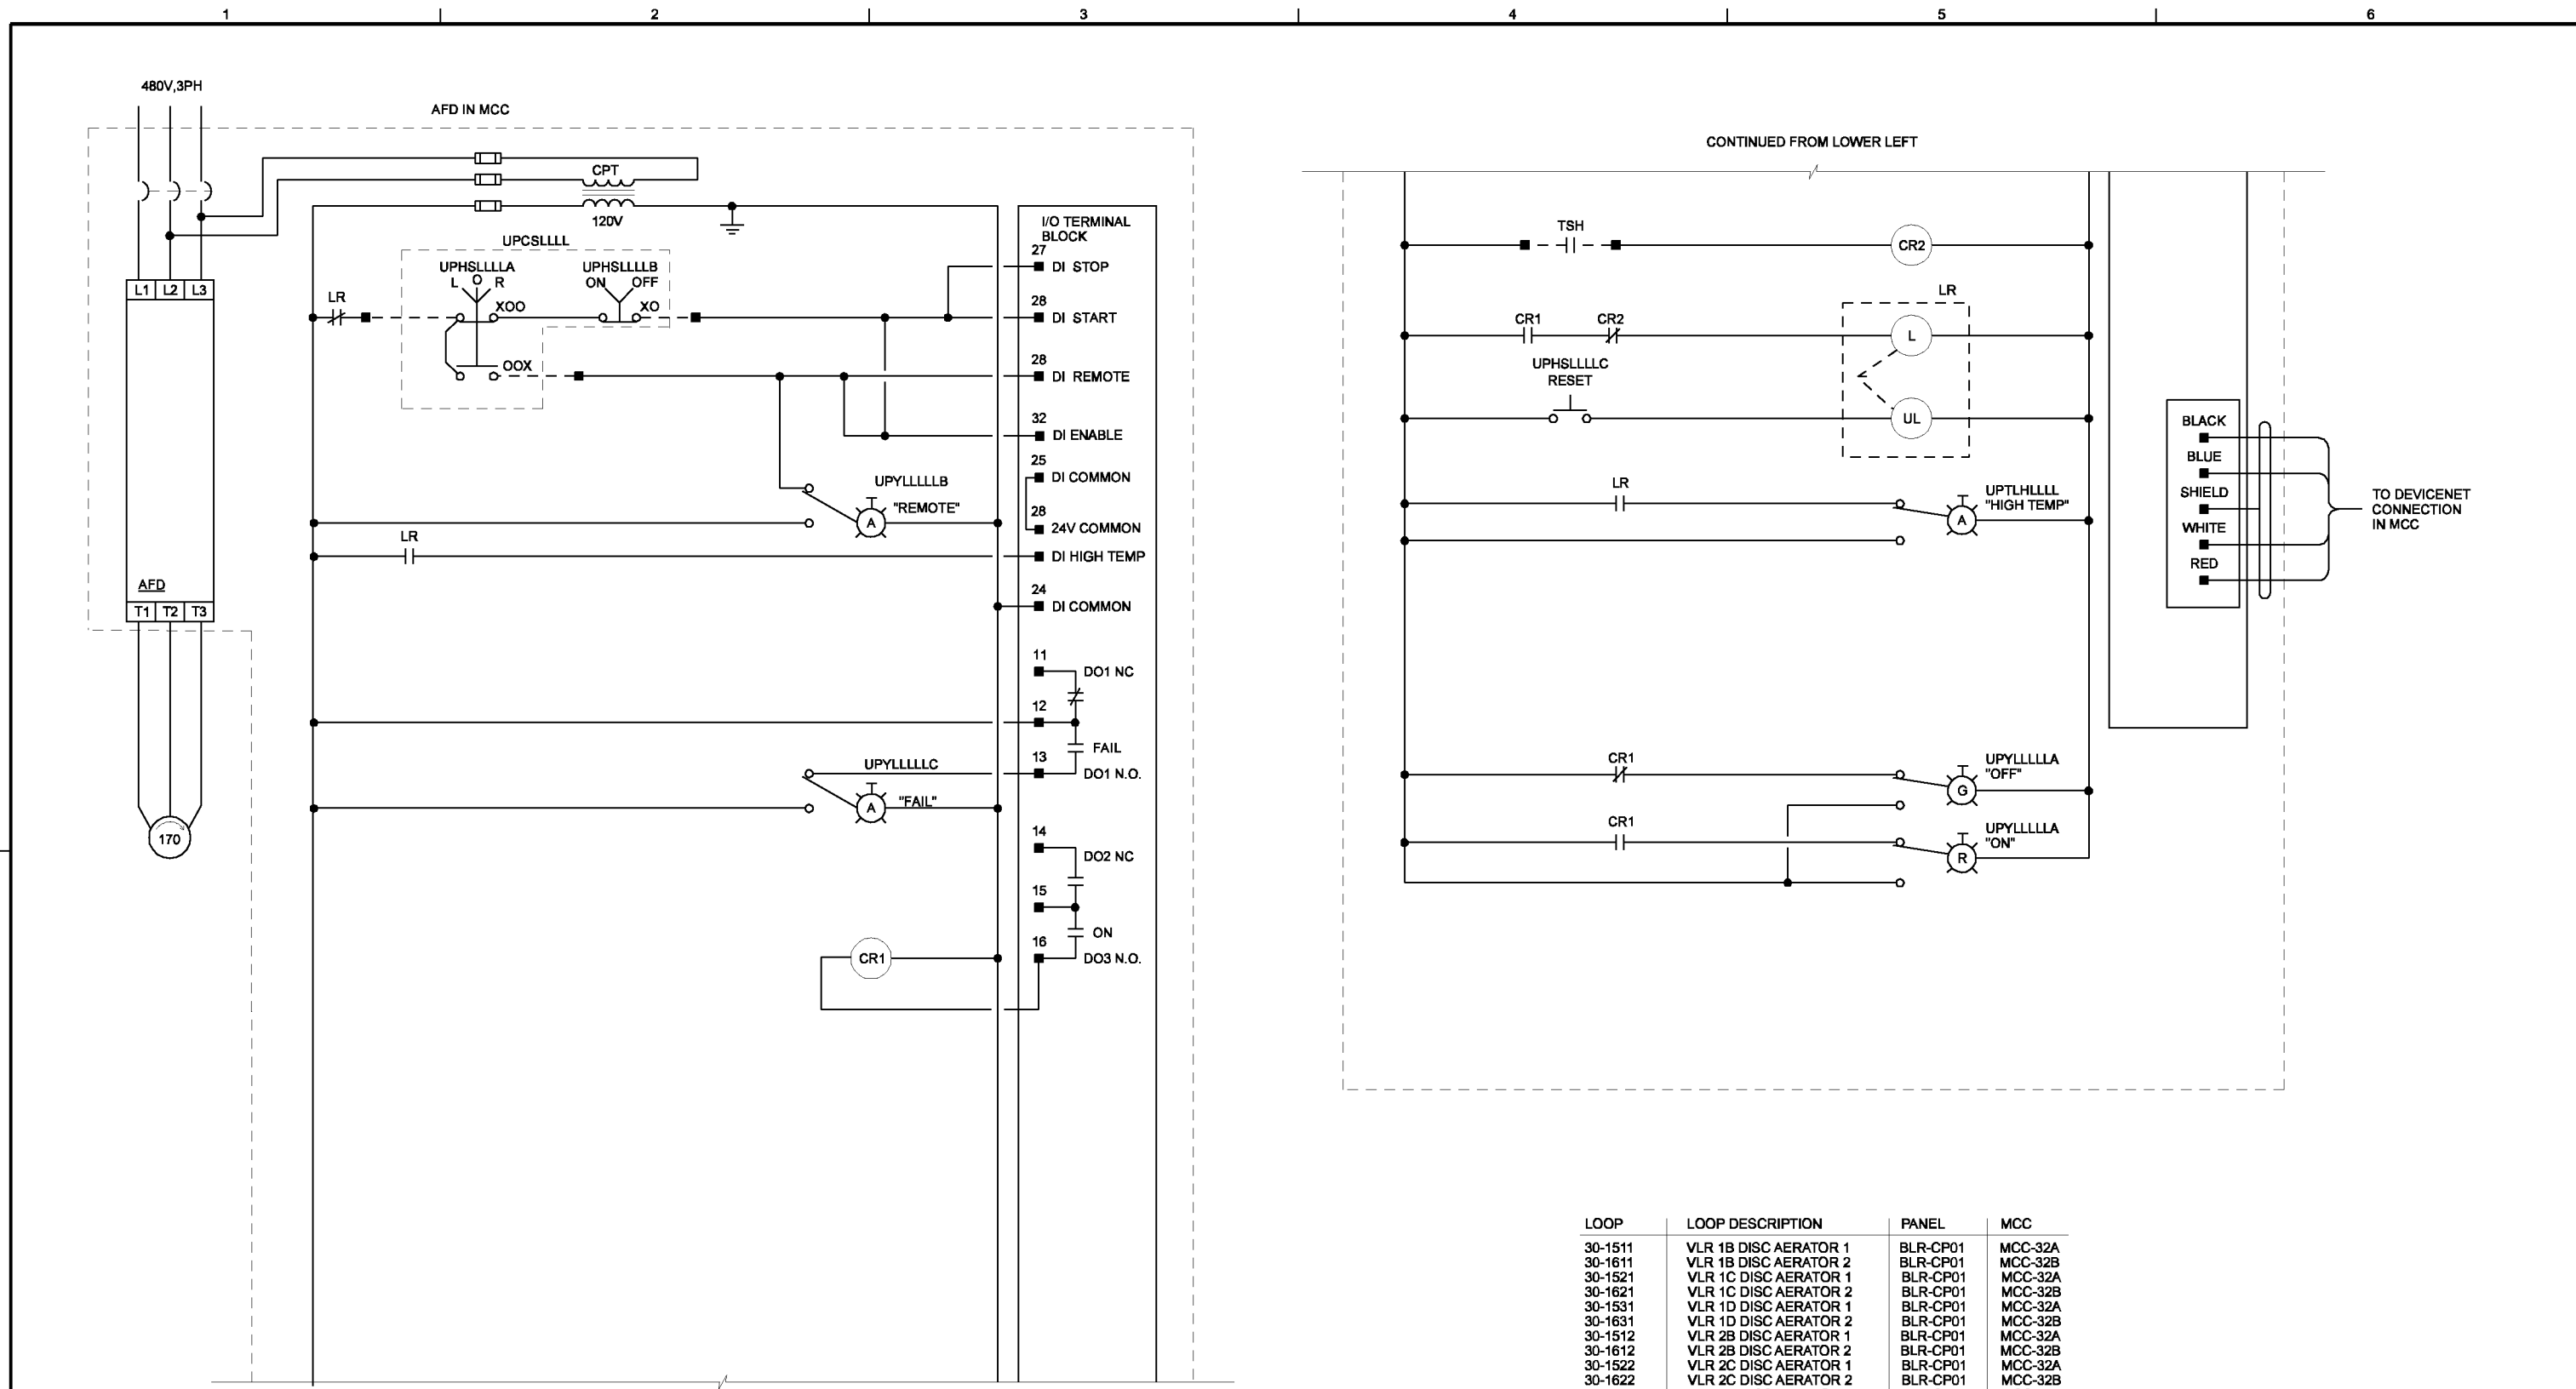 1 2 3 4 5 6
480V,3PH
AFD IN MCC
CPT
120V
UPCSLLLL
UPHSLLLLA
L O R
XOO
UPHSLLLLB
ON OFF
XO
LR
OOX
I/O TERMINAL
BLOCK
27
DI STOP
28
DI START
28
DI REMOTE
32
DI ENABLE
25
DI COMMON
28
24V COMMON
DI HIGH TEMP
24
DI COMMON
UPYLLLLLB
"REMOTE"
A
LR
L1 L2 L3
AFD
T1 T2 T3
170
11
DO1 NC
12
FAIL
13
DO1 N.O.
UPYLLLLLC
"FAIL"
A
14
DO2 NC
15
ON
16
DO3 N.O.
CR1
CONTINUED FROM LOWER LEFT
TSH
CR2
LR
CR1
CR2
L
UPHSLLLLC
RESET
UL
LR
UPTLHLLLL
"HIGH TEMP"
A
CR1
UPYLLLLLA
"OFF"
G
CR1
UPYLLLLLA
"ON"
R
BLACK
BLUE
SHIELD
WHITE
RED
TO DEVICENET
CONNECTION
IN MCC
LOOP LOOP DESCRIPTION PANEL MCC
30-1511 VLR 1B DISC AERATOR 1 BLR-CP01 MCC-32A
30-1611 VLR 1B DISC AERATOR 2 BLR-CP01 MCC-32B
30-1521 VLR 1C DISC AERATOR 1 BLR-CP01 MCC-32A
30-1621 VLR 1C DISC AERATOR 2 BLR-CP01 MCC-32B
30-1531 VLR 1D DISC AERATOR 1 BLR-CP01 MCC-32A
30-1631 VLR 1D DISC AERATOR 2 BLR-CP01 MCC-32B
30-1512 VLR 2B DISC AERATOR 1 BLR-CP01 MCC-32A
30-1612 VLR 2B DISC AERATOR 2 BLR-CP01 MCC-32B
30-1522 VLR 2C DISC AERATOR 1 BLR-CP01 MCC-32A
30-1622 VLR 2C DISC AERATOR 2 BLR-CP01 MCC-32B